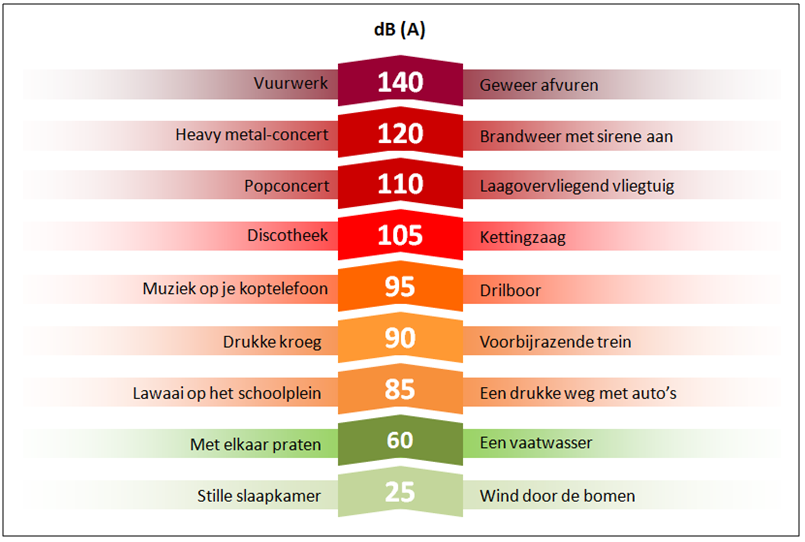 dB (A)
Vuurwerk 140 Geweer afvuren
Heavy metal-concert 120 Brandweer met sirene aan
Popconcert 110 Laagovervliegend vliegtuig
Discotheek 105 Kettingzaag
Muziek op je koptelefoon 95 Drilboor
Drukke kroeg 90 Voorbijrazende trein
Lawaai op het schoolplein 85 Een drukke weg met auto's
Met elkaar praten 60 Een vaatwasser
Stille slaapkamer 25 Wind door de bomen